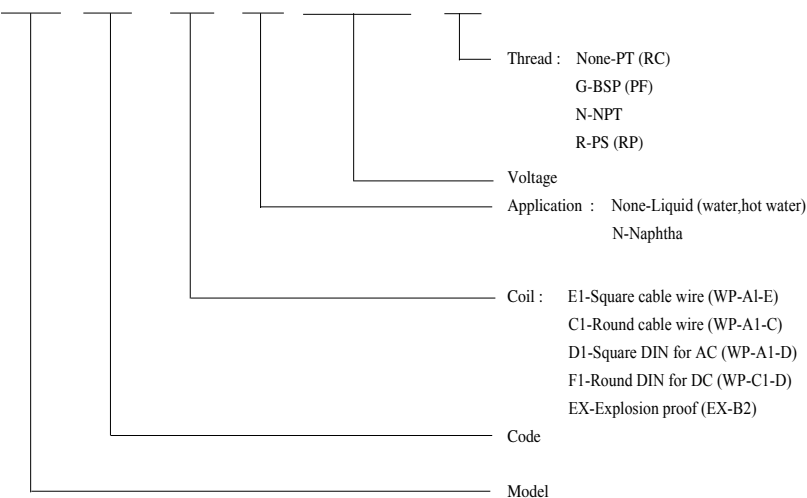 Thread : None-PT (RC)
G-BSP (PF)
N-NPT
R-PS (RP)
Voltage
Application : None-Liquid (water,hot water)
N-Naphtha
Coil : E1-Square cable wire (WP-Al-E)
C1-Round cable wire (WP-A1-C)
D1-Square DIN for AC (WP-A1-D)
F1-Round DIN for DC (WP-C1-D)
EX-Explosion proof (EX-B2)
Code
Model